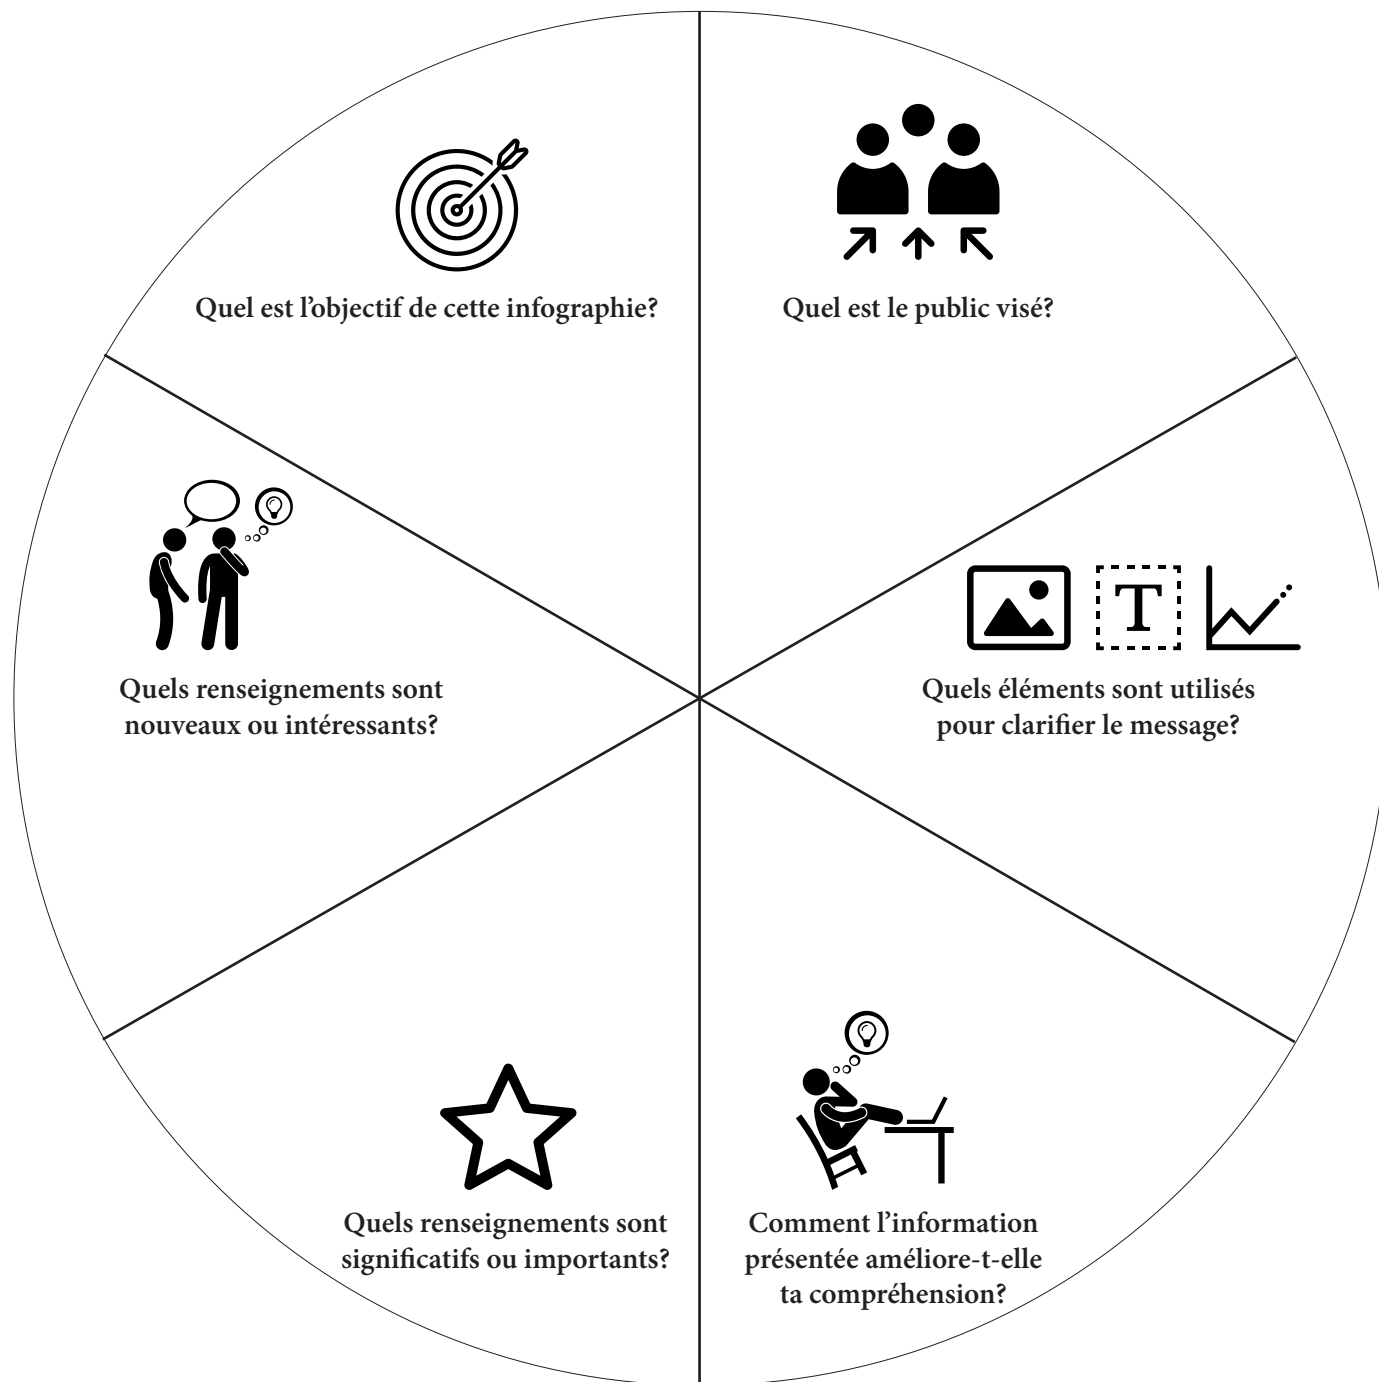 Quel est l'objectif de cette infographie?
Quel est le public visé?
T
Quels renseignements sont
nouveaux ou intéressants?
Quels éléments sont utilisés
pour clarifier le message?
Quels renseignements sont
significatifs ou importants?
Comment l'information
présentée améliore-t-elle
ta compréhension?